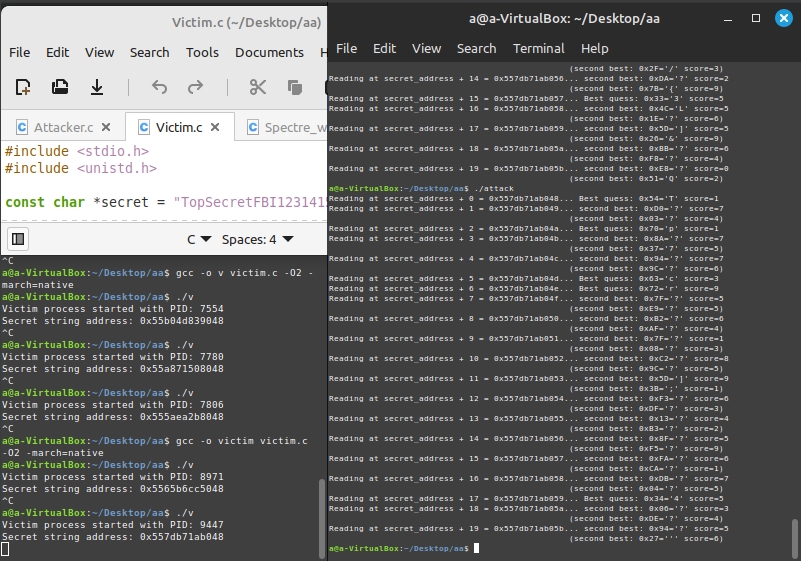 Victim.c (~/Desktop/aa)
File Edit View Search Tools Documents H
Attacker.c
Victim.c
Spectre_w
#include <stdio.h>
#include <unistd.h>
const char *secret = "TopSecretFBI123141
C
Spaces: 4
^C
a@a-VirtualBox:~/Desktop/aa$ gcc -o v victim.c -O2 -
march=native
a@a-VirtualBox:~/Desktop/aa$ ./v
Victim process started with PID: 7554
Secret string address: 0x55b04d839048
^C
a@a-VirtualBox:~/Desktop/aa$ ./v
Victim process started with PID: 7780
Secret string address: 0x55a871508048
^C
a@a-VirtualBox:~/Desktop/aa$ ./v
Victim process started with PID: 7806
Secret string address: 0x555aea2b8048
^C
a@a-VirtualBox:~/Desktop/aa$ gcc -o victim victim.c
-O2 -march=native
a@a-VirtualBox:~/Desktop/aa$ ./v
Victim process started with PID: 8971
Secret string address: 0x5565b6cc5048
^C
a@a-VirtualBox:~/Desktop/aa$ ./v
Victim process started with PID: 9447
Secret string address: 0x557db71ab048
a@a-VirtualBox: ~/Desktop/aa
File Edit View Search Terminal Help
(second best: 0x2F='/' score=3)
Reading at secret_address + 14 = 0x557db71ab056... second best: 0xDA='?' score=2
(second best: 0x7B='{' score=9)
Reading at secret_address + 15 = 0x557db71ab057... Best guess: 0x33='3' score=5
Reading at secret_address + 16 = 0x557db71ab058... second best: 0x4C='L' score=5
(second best: 0x1E='?' score=6)
Reading at secret_address + 17 = 0x557db71ab059... second best: 0x5D=']' score=5
(second best: 0x26='&' score=9)
Reading at secret_address + 18 = 0x557db71ab05a... second best: 0xBB='?' score=6
(second best: 0xF8='?' score=4)
Reading at secret_address + 19 = 0x557db71ab05b... second best: 0xE8='?' score=0
(second best: 0x51='Q' score=2)
a@a-VirtualBox:~/Desktop/aa$ ./attack
Reading at secret_address + 0 = 0x557db71ab048... Best guess: 0x54='T' score=1
Reading at secret_address + 1 = 0x557db71ab049... second best: 0xD0='?' score=7
(second best: 0x03='?' score=4)
Reading at secret_address + 2 = 0x557db71ab04a... Best guess: 0x70='p' score=1
Reading at secret_address + 3 = 0x557db71ab04b... second best: 0x8A='?' score=7
(second best: 0x37='7' score=5)
Reading at secret_address + 4 = 0x557db71ab04c... second best: 0x94='?' score=7
(second best: 0x9C='?' score=6)
Reading at secret_address + 5 = 0x557db71ab04d... Best guess: 0x63='c' score=3
Reading at secret_address + 6 = 0x557db71ab04e... Best guess: 0x72='r' score=9
Reading at secret_address + 7 = 0x557db71ab04f... second best: 0x7F='?' score=5
(second best: 0xE9='?' score=5)
Reading at secret_address + 8 = 0x557db71ab050... second best: 0xB2='?' score=6
(second best: 0xAF='?' score=4)
Reading at secret_address + 9 = 0x557db71ab051... second best: 0x7F='?' score=1
(second best: 0x08='?' score=3)
Reading at secret_address + 10 = 0x557db71ab052... second best: 0xC2='?' score=8
(second best: 0x9C='?' score=5)
Reading at secret_address + 11 = 0x557db71ab053... second best: 0x5D=']' score=9
(second best: 0x3B=';' score=1)
Reading at secret_address + 12 = 0x557db71ab054... second best: 0xF3='?' score=6
(second best: 0xDF='?' score=3)
Reading at secret_address + 13 = 0x557db71ab055... second best: 0x13='?' score=4
(second best: 0xB3='?' score=2)
Reading at secret_address + 14 = 0x557db71ab056... second best: 0x8F='?' score=5
(second best: 0xF5='?' score=9)
Reading at secret_address + 15 = 0x557db71ab057... second best: 0xFA='?' score=6
(second best: 0xCA='?' score=1)
Reading at secret_address + 16 = 0x557db71ab058... second best: 0xDB='?' score=7
(second best: 0x04='?' score=5)
Reading at secret_address + 17 = 0x557db71ab059... Best guess: 0x34='4' score=5
Reading at secret_address + 18 = 0x557db71ab05a... second best: 0x06='?' score=3
(second best: 0xDE='?' score=4)
Reading at secret_address + 19 = 0x557db71ab05b... second best: 0x94='?' score=5
(second best: 0x27=''' score=6)
a@a-VirtualBox:~/Desktop/aa$